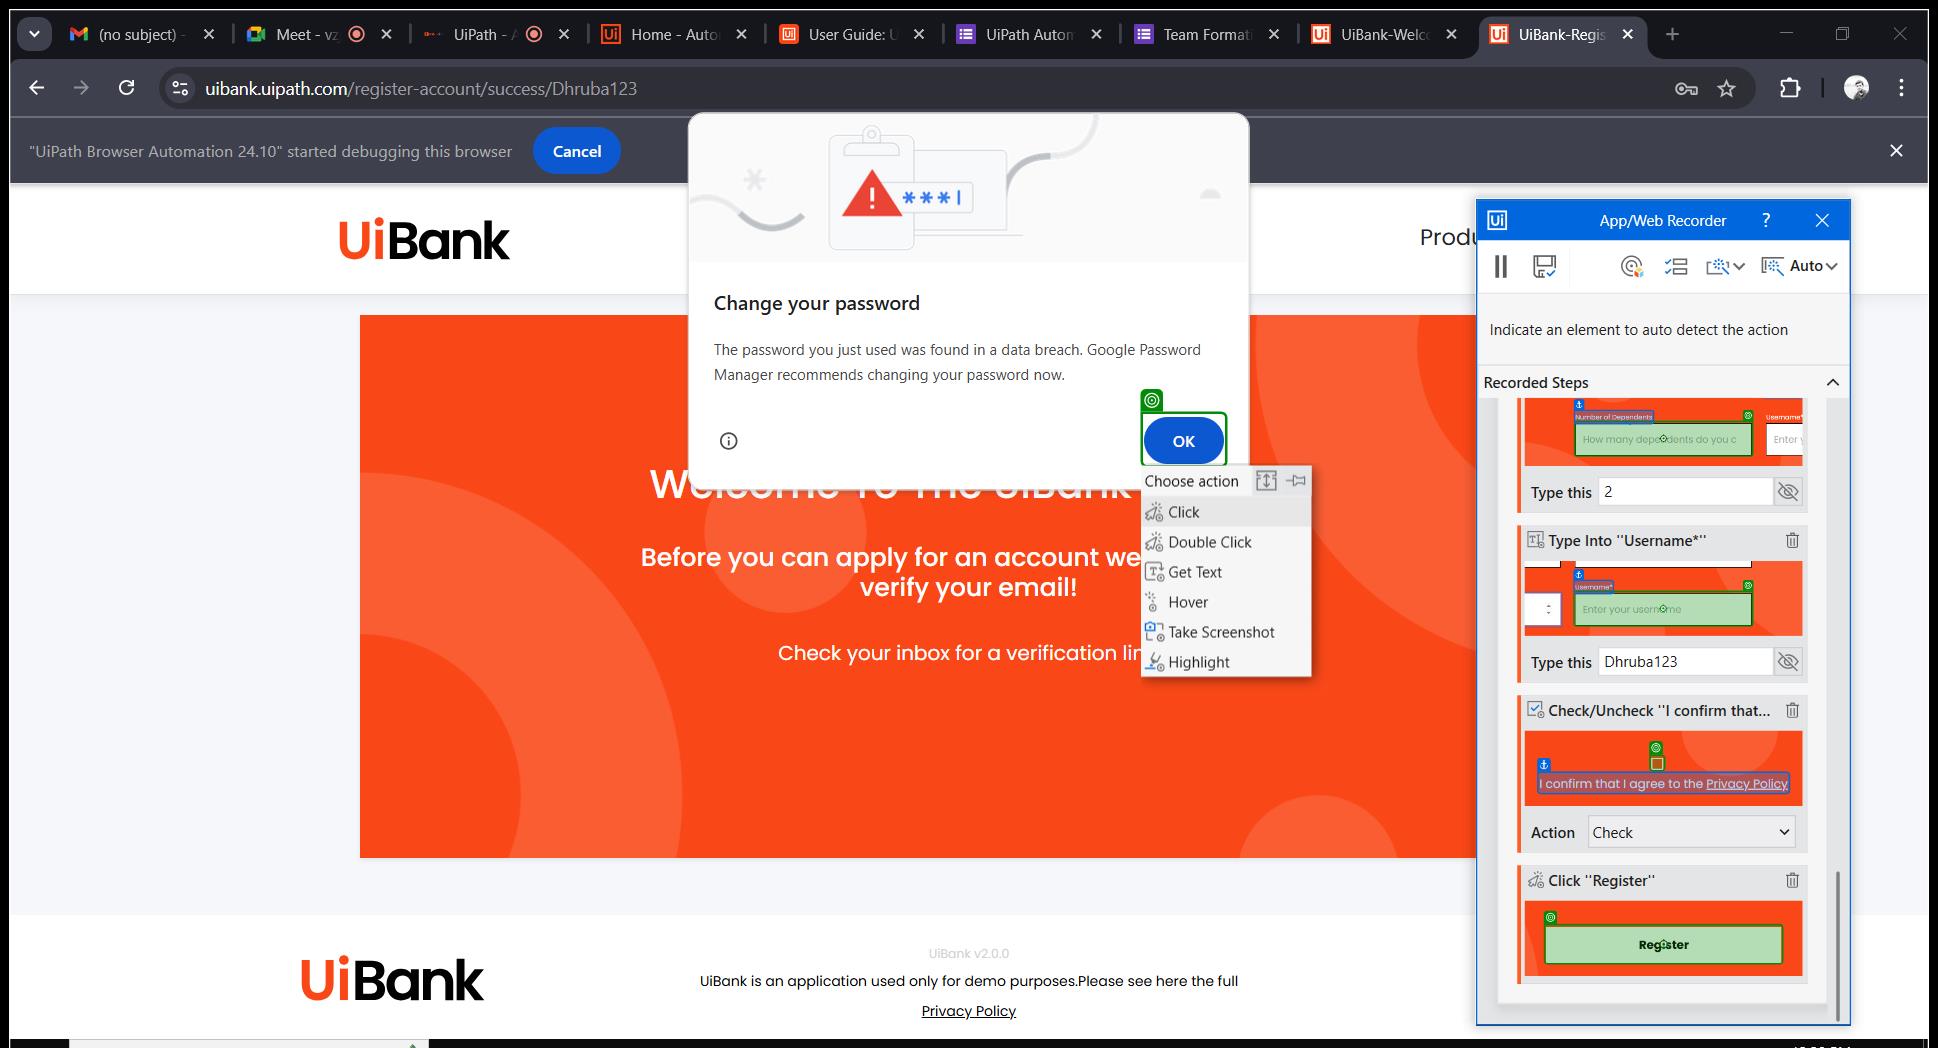 (no subject) -
Meet - vz
UiPath - A
Home - Auto
User Guide: U
UiPath Autom
Team Formati
UiBank-Welc
UiBank-Regis
uibank.uipath.com/register-account/success/Dhruba123
"UiPath Browser Automation 24.10" started debugging this browser
Cancel
***|
UiBank
Produ
Change your password
The password you just used was found in a data breach. Google Password
Manager recommends changing your password now.
OK
Welcome To The UiBank
Before you can apply for an account we
verify your email!
Check your inbox for a verification lin
Choose action
Click
Double Click
Get Text
Hover
Take Screenshot
Highlight
Ui
App/Web Recorder
?
Auto
Indicate an element to auto detect the action
Recorded Steps
Number of Dependents
Username*
How many dependents do you c
Enter y
Type this
2
Type Into "Username*"
Username*
Enter your username
Type this
Dhruba123
Check/Uncheck "I confirm that...
I confirm that I agree to the Privacy Policy
Action
Check
Click "Register"
Register
UiBank
UiBank v2.0.0
UiBank is an application used only for demo purposes.Please see here the full
Privacy Policy